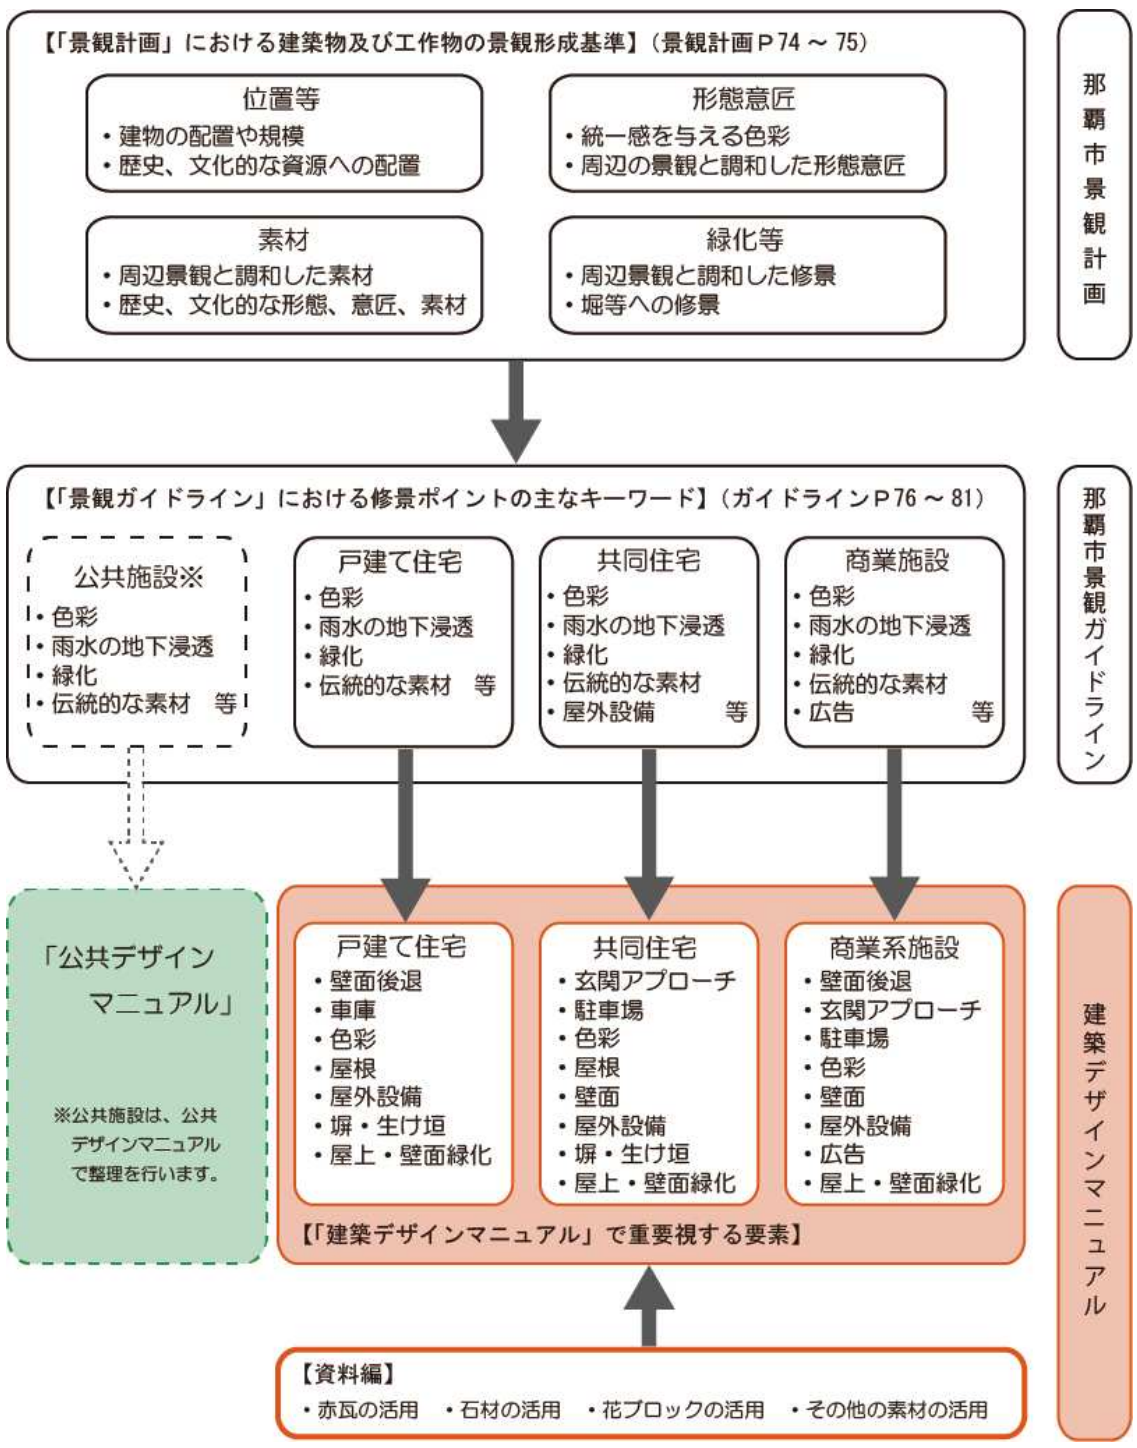 【「景観計画」における建築物及び工作物の景観形成基準】（景観計画Ｐ74 ～ 75）
位置等
・建物の配置や規模
・歴史、文化的な資源への配置
形態意匠
・統一感を与える色彩
・周辺の景観と調和した形態意匠
素材
・周辺景観と調和した素材
・歴史、文化的な形態、意匠、素材
緑化等
・周辺景観と調和した修景
・堀等への修景
那覇市景観計画
【「景観ガイドライン」における修景ポイントの主なキーワード】（ガイドラインＰ76 ～ 81）
公共施設※
・色彩
・雨水の地下浸透
・緑化
・伝統的な素材　等
戸建て住宅
・色彩
・雨水の地下浸透
・緑化
・伝統的な素材　等
共同住宅
・色彩
・雨水の地下浸透
・緑化
・伝統的な素材
・屋外設備　等
商業施設
・色彩
・雨水の地下浸透
・緑化
・伝統的な素材
・広告　等
那覇市景観ガイドライン
「公共デザイン
マニュアル」
※公共施設は、公共
デザインマニュアル
で整理を行います。
戸建て住宅
・壁面後退
・車庫
・色彩
・屋根
・屋外設備
・塀・生け垣
・屋上・壁面緑化
共同住宅
・玄関アプローチ
・駐車場
・色彩
・屋根
・壁面
・屋外設備
・塀・生け垣
・屋上・壁面緑化
商業系施設
・壁面後退
・玄関アプローチ
・駐車場
・色彩
・壁面
・屋外設備
・広告
・屋上・壁面緑化
【「建築デザインマニュアル」で重要視する要素】
建築デザインマニュアル
【資料編】
・赤瓦の活用　・石材の活用　・花ブロックの活用　・その他の素材の活用